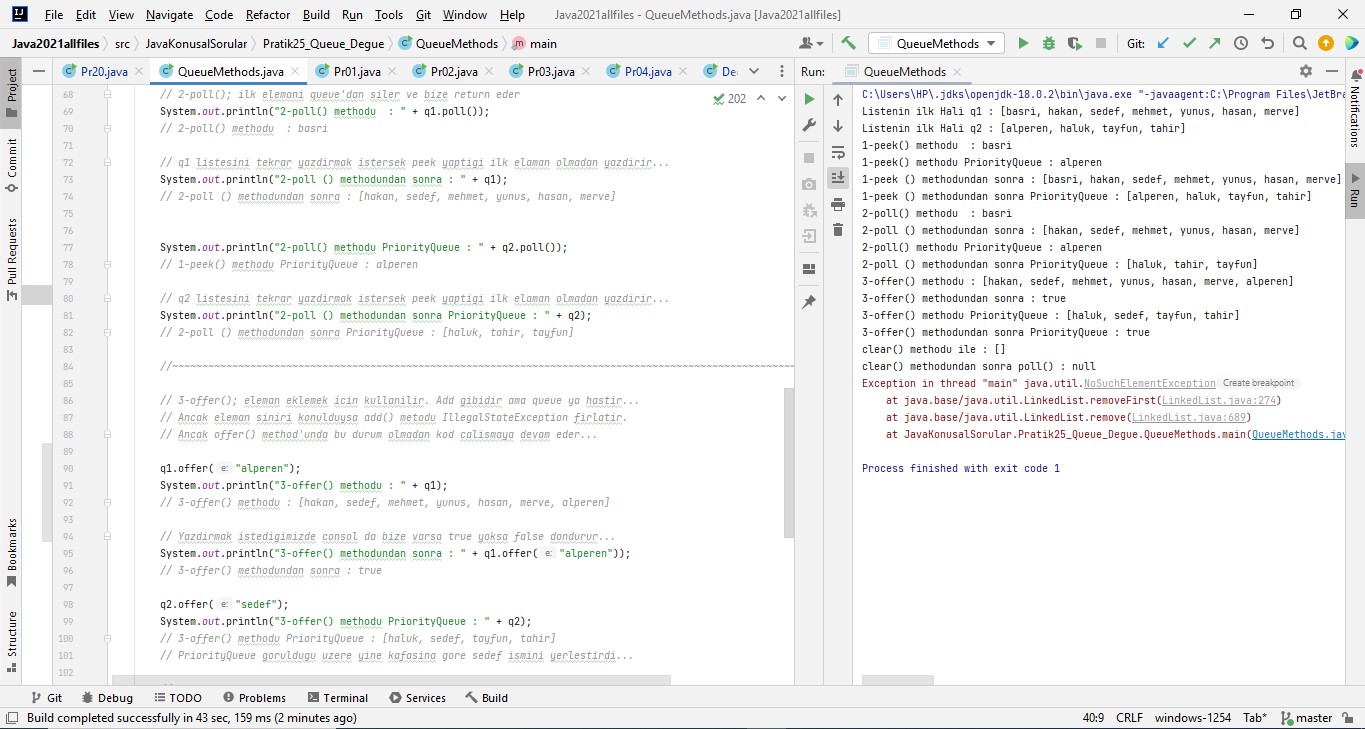 File Edit View Navigate Code Refactor Build Run Tools Git Window Help Java2021allfiles - QueueMethods.java [Java2021allfiles]
Java2021allfiles src JavaKonusalSorular Pratik25_Queue_Degue QueueMethods main QueueMethods Git:
Pr20.java QueueMethods.java Pr01.java Pr02.java Pr03.java Pr04.java De Run: QueueMethods
Project
Commit
Pull Requests
Bookmarks
Structure
202
68 // 2-poll(); ilk elemani queue'dan siler ve bize return eder
69 System.out.println("2-poll() methodu  : " + q1.poll());
70 // 2-poll() methodu  : basri
71
72 // q1 listesini tekrar yazdirmak istersek peek yaptigi ilk elaman olmadan yazdirir...
73 System.out.println("2-poll () methodundan sonra : " + q1);
74 // 2-poll () methodundan sonra : [hakan, sedef, mehmet, yunus, hasan, merve]
75
76
77 System.out.println("2-poll() methodu PriorityQueue : " + q2.poll());
78 // 1-peek() methodu PriorityQueue : alperen
79
80 // q2 listesini tekrar yazdirmak istersek peek yaptigi ilk elaman olmadan yazdirir...
81 System.out.println("2-poll () methodundan sonra PriorityQueue : " + q2);
82 // 2-poll () methodundan sonra PriorityQueue : [haluk, tahir, tayfun]
83
84 //~~~~~~~~~~~~~~~~~~~~~~~~~~~~~~~~~~~~~~~~~~~~~~~~~~~~~~~~~~~~~~~~~~~~~~~~~~~~~~~~~~~~~~~~~~~~~~~~~~~~~~~
85
86 // 3-offer(); eleman eklemek icin kullanilir. Add gibidir ama queue ya hastir...
87 // Ancak eleman siniri konulduysa add() metodu IllegalStateException firlatir.
88 // Ancak offer() method'unda bu durum olmadan kod calismaya devam eder...
89
90 q1.offer( e: "alperen");
91 System.out.println("3-offer() methodu : " + q1);
92 // 3-offer() methodu : [hakan, sedef, mehmet, yunus, hasan, merve, alperen]
93
94 // Yazdirmak istedigimizde consol da bize varsa true yoksa false dondurur...
95 System.out.println("3-offer() methodundan sonra : " + q1.offer( e: "alperen"));
96 // 3-offer() methodundan sonra : true
97
98 q2.offer( e: "sedef");
99 System.out.println("3-offer() methodu PriorityQueue : " + q2);
100 // 3-offer() methodu PriorityQueue : [haluk, sedef, tayfun, tahir]
101 // PriorityQueue goruldugu uzere yine kafasina gore sedef ismini yerlestirdi...
102
C:\Users\HP\.jdks\openjdk-18.0.2\bin\java.exe "-javaagent:C:\Program Files\JetBra
Listenin ilk Hali q1 : [basri, hakan, sedef, mehmet, yunus, hasan, merve]
Listenin ilk Hali q2 : [alperen, haluk, tayfun, tahir]
1-peek() methodu  : basri
1-peek() methodu PriorityQueue : alperen
1-peek () methodundan sonra : [basri, hakan, sedef, mehmet, yunus, hasan, merve]
1-peek () methodundan sonra PriorityQueue : [alperen, haluk, tayfun, tahir]
2-poll() methodu  : basri
2-poll () methodundan sonra : [hakan, sedef, mehmet, yunus, hasan, merve]
2-poll() methodu PriorityQueue : alperen
2-poll () methodundan sonra PriorityQueue : [haluk, tahir, tayfun]
3-offer() methodu : [hakan, sedef, mehmet, yunus, hasan, merve, alperen]
3-offer() methodundan sonra : true
3-offer() methodu PriorityQueue : [haluk, sedef, tayfun, tahir]
3-offer() methodundan sonra PriorityQueue : true
clear() methodu ile : []
clear() methodundan sonra poll() : null
Exception in thread "main" java.util.NoSuchElementException Create breakpoint
at java.base/java.util.LinkedList.removeFirst(LinkedList.java:274)
at java.base/java.util.LinkedList.remove(LinkedList.java:689)
at JavaKonusalSorular.Pratik25_Queue_Degue.QueueMethods.main(QueueMethods.jav
Process finished with exit code 1
Notifications
Run
Git Debug TODO Problems Terminal Services Build
Build completed successfully in 43 sec, 159 ms (2 minutes ago) 40:9 CRLF windows-1254 Tab* master